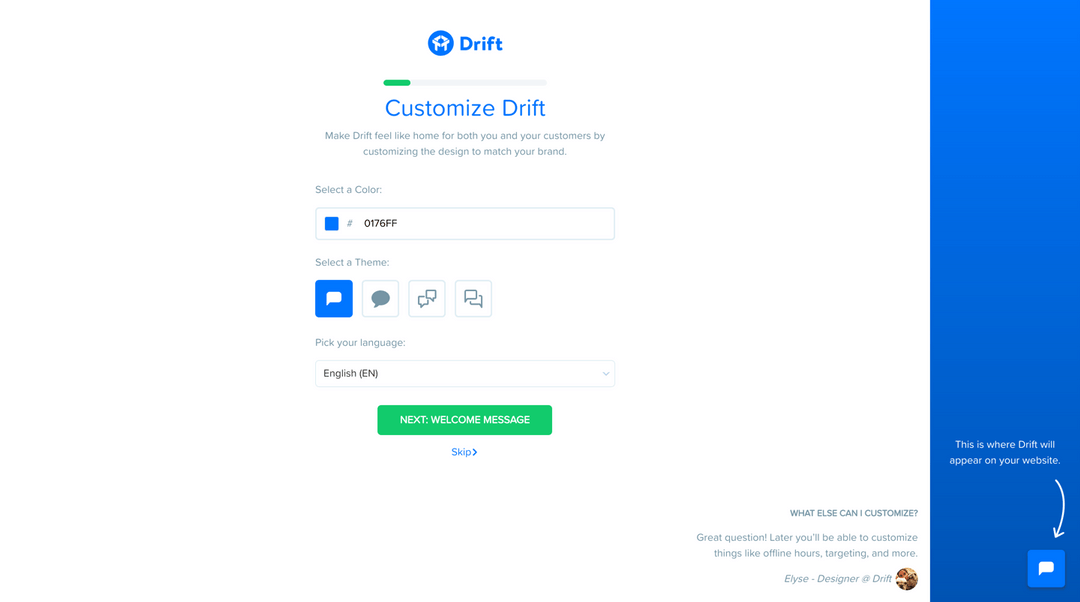 Drift
Customize Drift
Make Drift feel like home for both you and your customers by
customizing the design to match your brand.
Select a Color:
# 0176FF
Select a Theme:
Pick your language:
English (EN)
NEXT: WELCOME MESSAGE
Skip
This is where Drift will
appear on your website.
WHAT ELSE CAN I CUSTOMIZE?
Great question! Later you'll be able to customize
things like offline hours, targeting, and more.
Elyse - Designer @ Drift